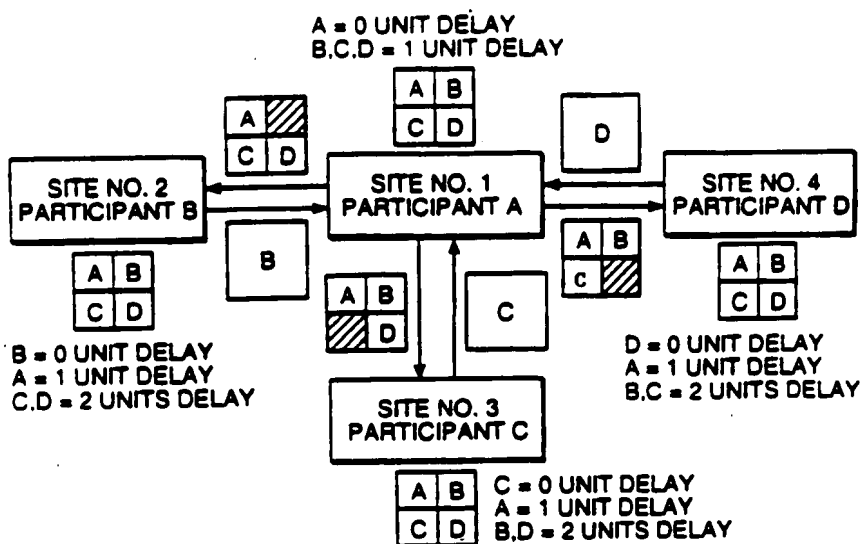 A = 0 UNIT DELAY
B,C,D = 1 UNIT DELAY
A B
C D
A
C D
D
SITE NO. 2
PARTICIPANT B
SITE NO. 1
PARTICIPANT A
SITE NO. 4
PARTICIPANT D
B
A B
C
A B
C D
A B
D
C
A B
C D
B = 0 UNIT DELAY
A = 1 UNIT DELAY
C,D = 2 UNITS DELAY
D = 0 UNIT DELAY
A = 1 UNIT DELAY
B,C = 2 UNITS DELAY
SITE NO. 3
PARTICIPANT C
A B
C D
C = 0 UNIT DELAY
A = 1 UNIT DELAY
B,D = 2 UNITS DELAY